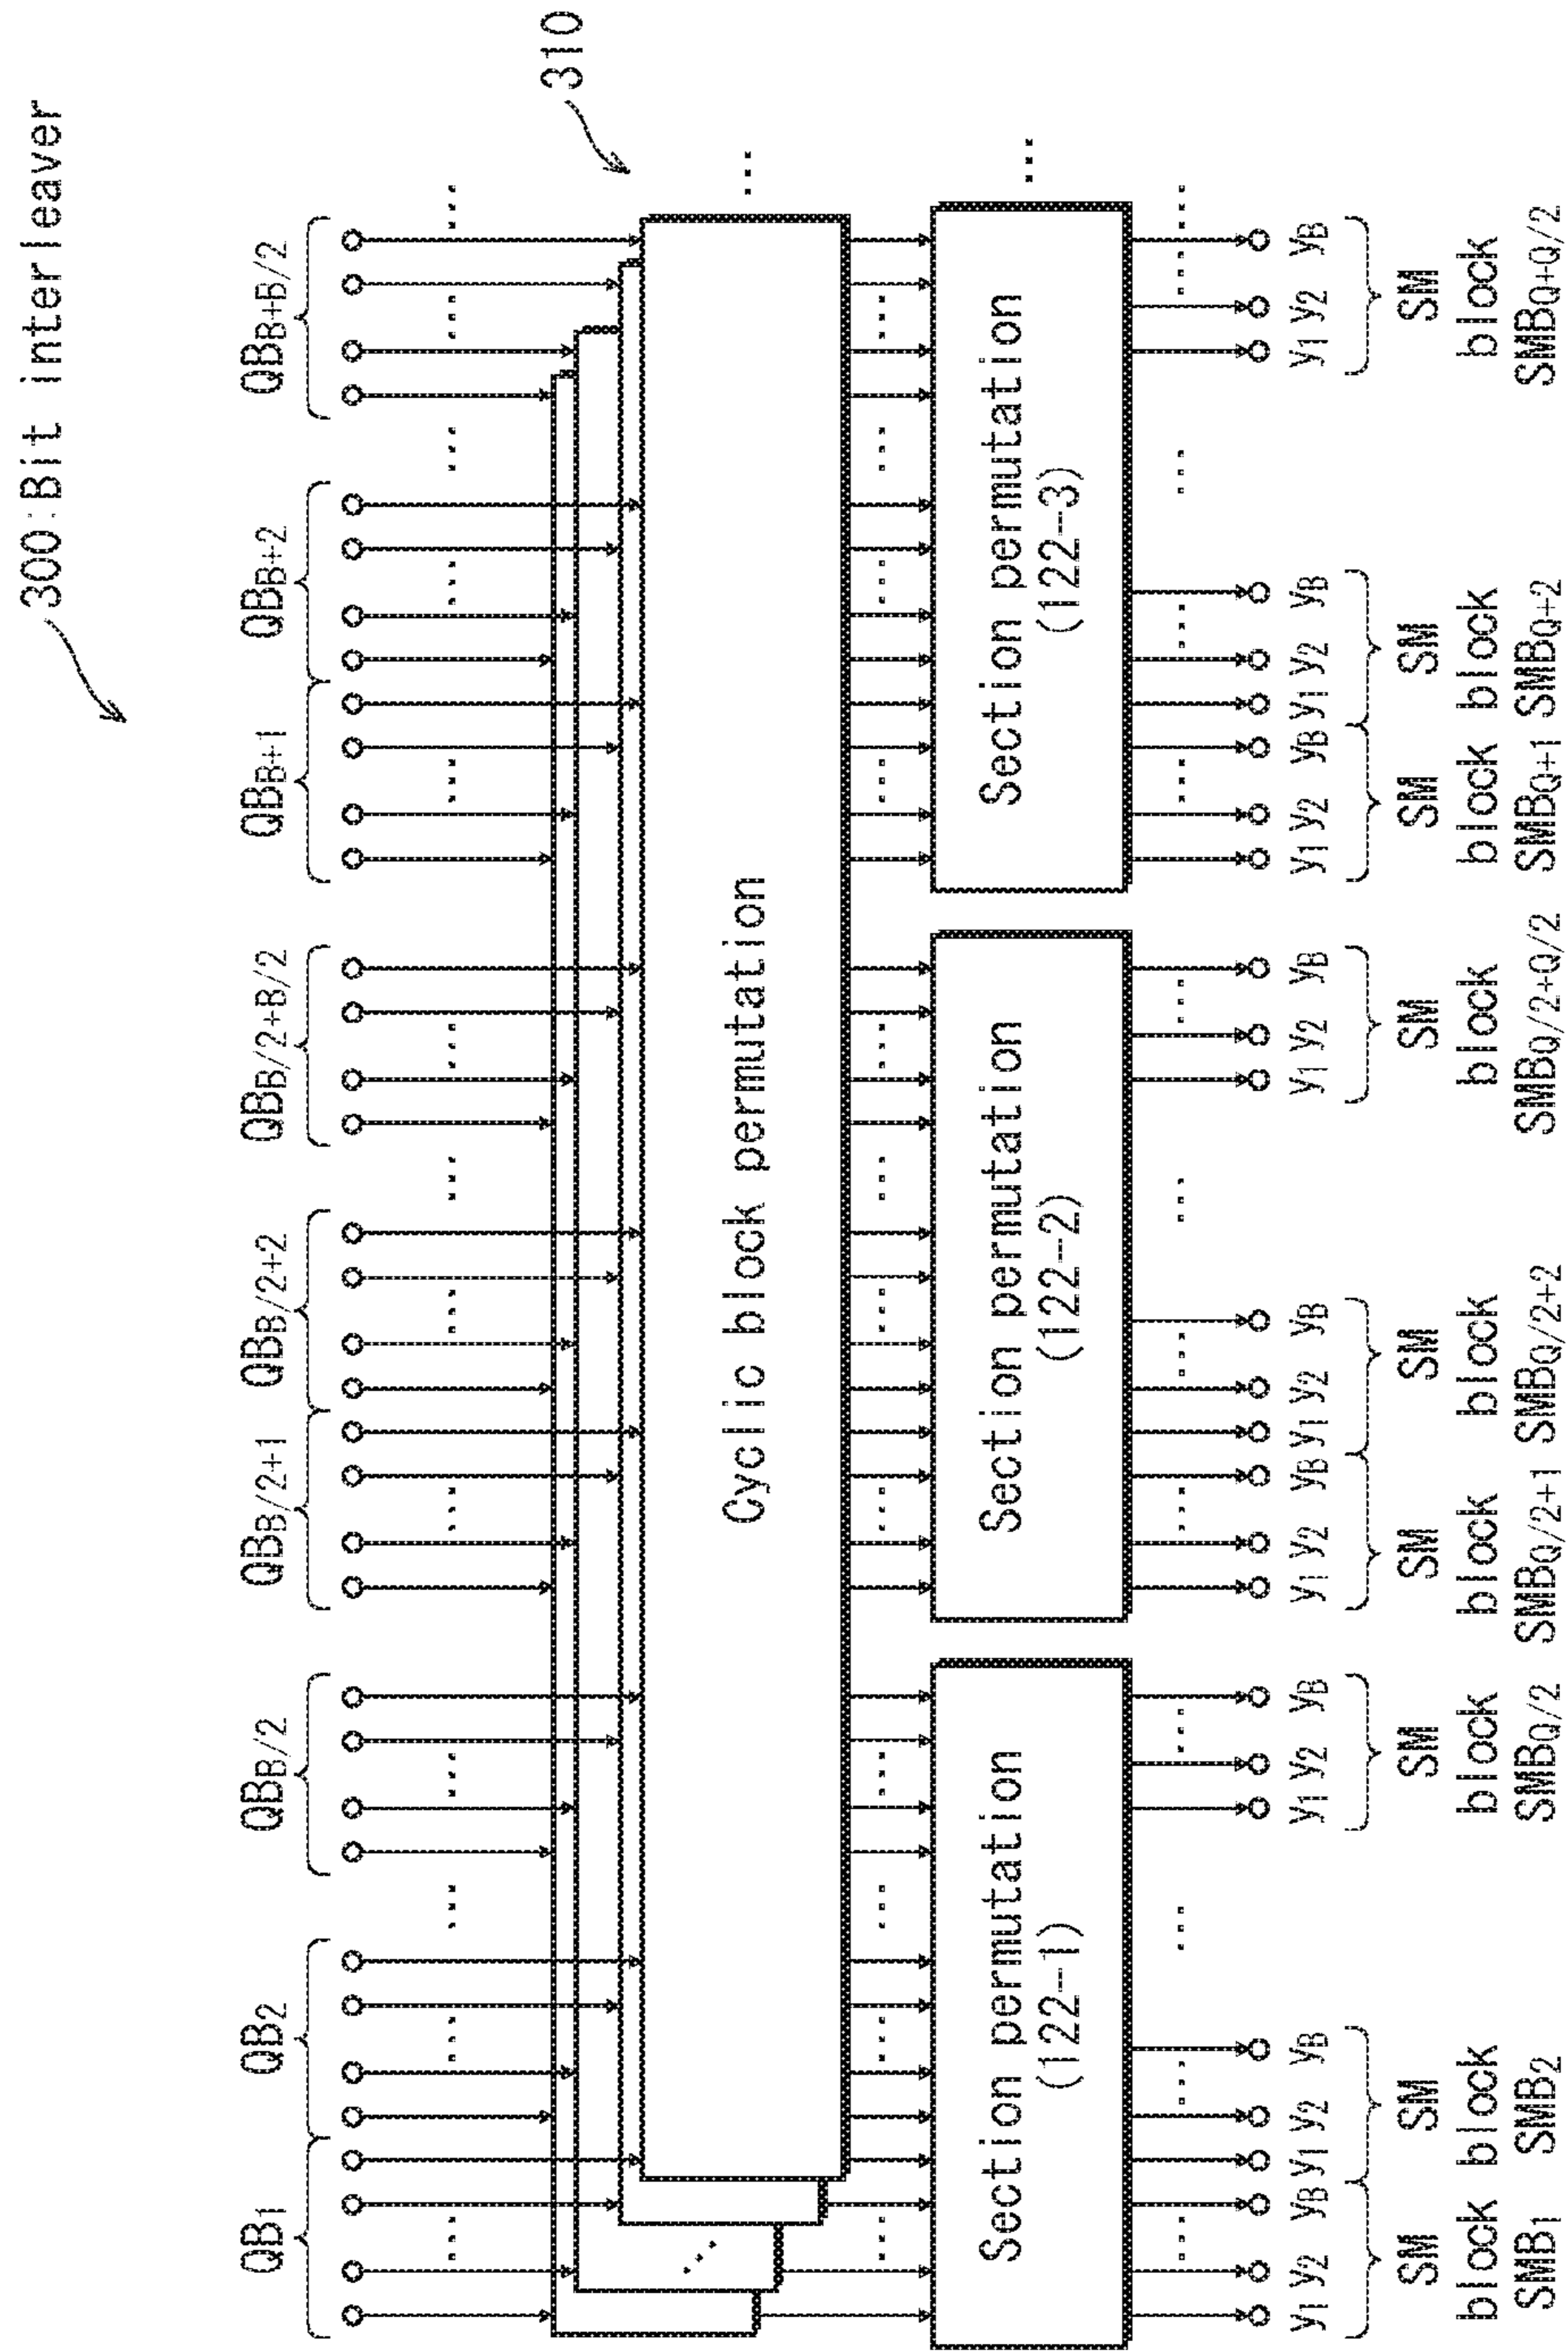 300:Bit interleaver
310
QB1 QB2 ... QBB/2 QBB/2+1 QBB/2+2 ... QBB/2+B/2 QBB+1 QBB+2 ... QBB+B/2 ...
Cyclic block permutation ...
Section permutation (122-1)
Section permutation (122-2)
Section permutation (122-3)
...
y1 y2 yB y1 y2 yB ... y1 y2 yB y1 y2 yB y1 y2 yB ... y1 y2 yB y1 y2 yB y1 y2 yB ... y1 y2 yB
SM block SMB1
SM block SMB2
SM block SMBQ/2
SM block SMBQ/2+1
SM block SMBQ/2+2
SM block SMBQ/2+Q/2
SM block SMBQ+1
SM block SMBQ+2
SM block SMBQ+Q/2